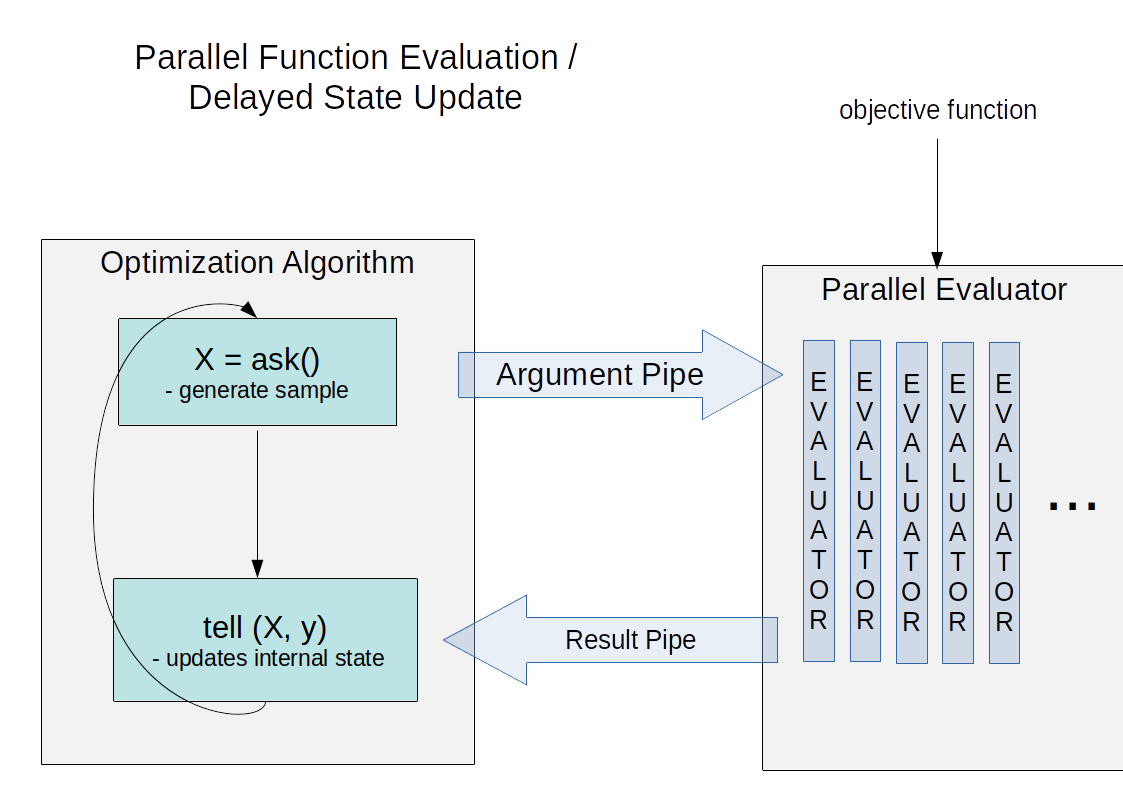 Parallel Function Evaluation /
Delayed State Update
objective function
Optimization Algorithm
X = ask()
- generate sample
tell (X, y)
- updates internal state
Argument Pipe
Result Pipe
Parallel Evaluator
EVALUATOR
EVALUATOR
EVALUATOR
EVALUATOR
EVALUATOR
...